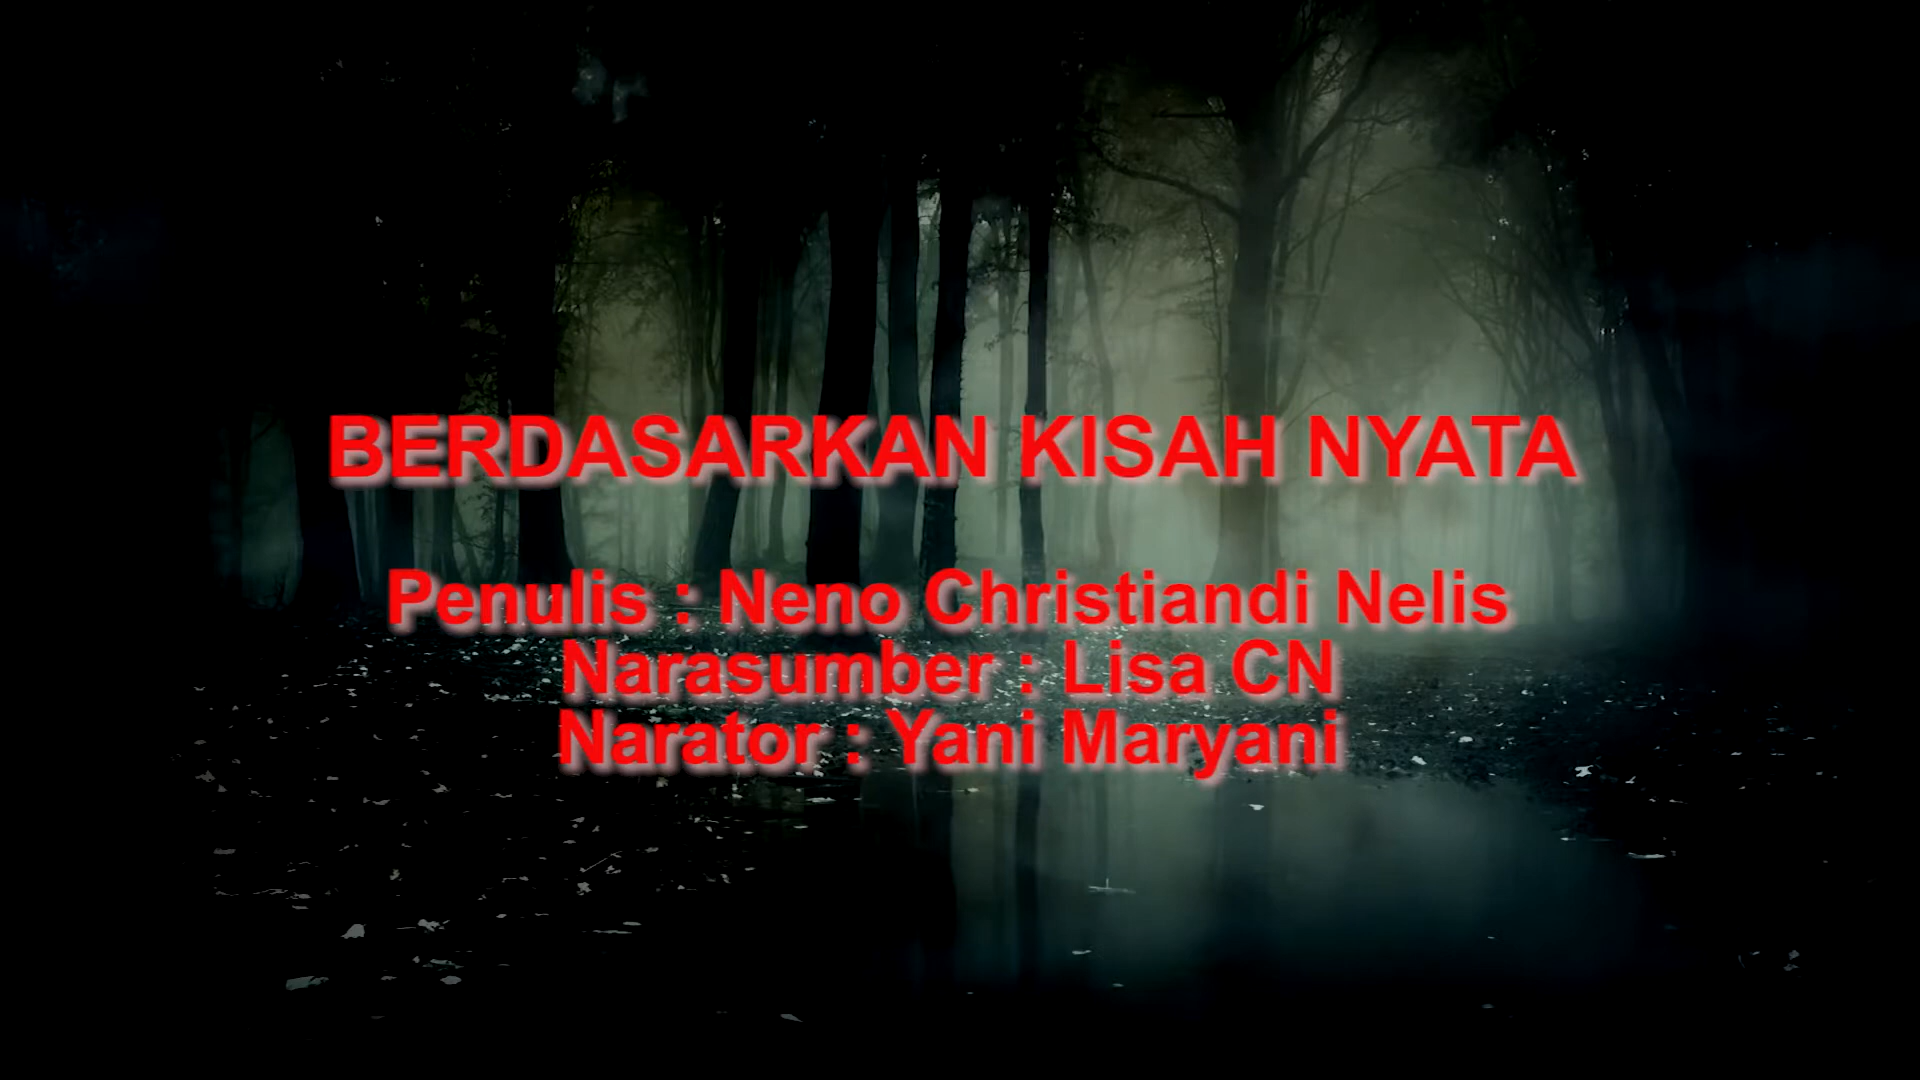 BERDASARKAN KISAH NYATA
Penulis : Neno Christiandi Nelis
Narasumber : Lisa CN
Narator : Yani Maryani